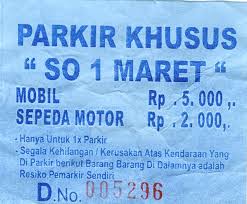 PARKIR KHUSUS
“ SO 1 MARET “
MOBIL Rp . 5.000,.
SEPEDA MOTOR Rp . 2.000,.
- Hanya Untuk 1x Parkir
- Segala Kehilangan / Kerusakan Atas Kendaraan Yang
Di Parkir berikut Barang Barang Di Dalamnya adalah
Resiko Pemarkir Sendiri
D.No. 005296